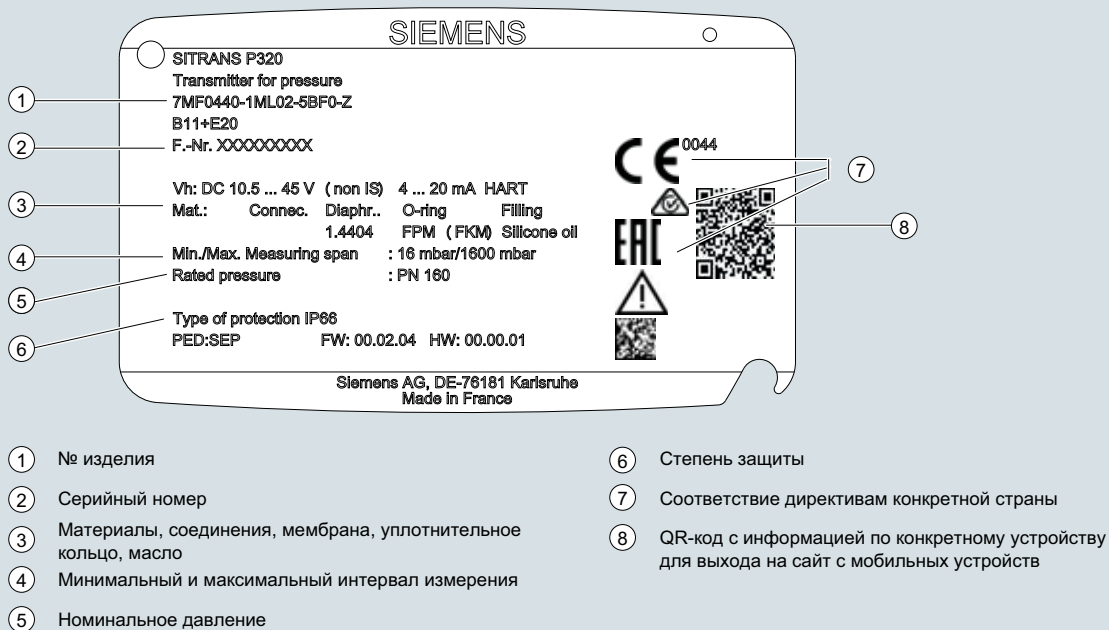 SIEMENS
SITRANS P320
Transmitter for pressure
7MF0440-1ML02-5BF0-Z
B11+E20
F.-Nr. XXXXXXXXX
Vh: DC 10.5 ... 45 V ( non IS) 4 ... 20 mA HART
Mat.: Connec. Diaphr.. O-ring Filling
1.4404 FPM ( FKM) Silicone oil
Min./Max. Measuring span : 16 mbar/1600 mbar
Rated pressure : PN 160
Type of protection IP66
PED:SEP FW: 00.02.04 HW: 00.00.01
Siemens AG, DE-76181 Karlsruhe
Made in France
CE 0044
EAC
1
2
3
4
5
6
7
8
1 № изделия
2 Серийный номер
3 Материалы, соединения, мембрана, уплотнительное
кольцо, масло
4 Минимальный и максимальный интервал измерения
5 Номинальное давление
6 Степень защиты
7 Соответствие директивам конкретной страны
8 QR-код с информацией по конкретному устройству
для выхода на сайт с мобильных устройств